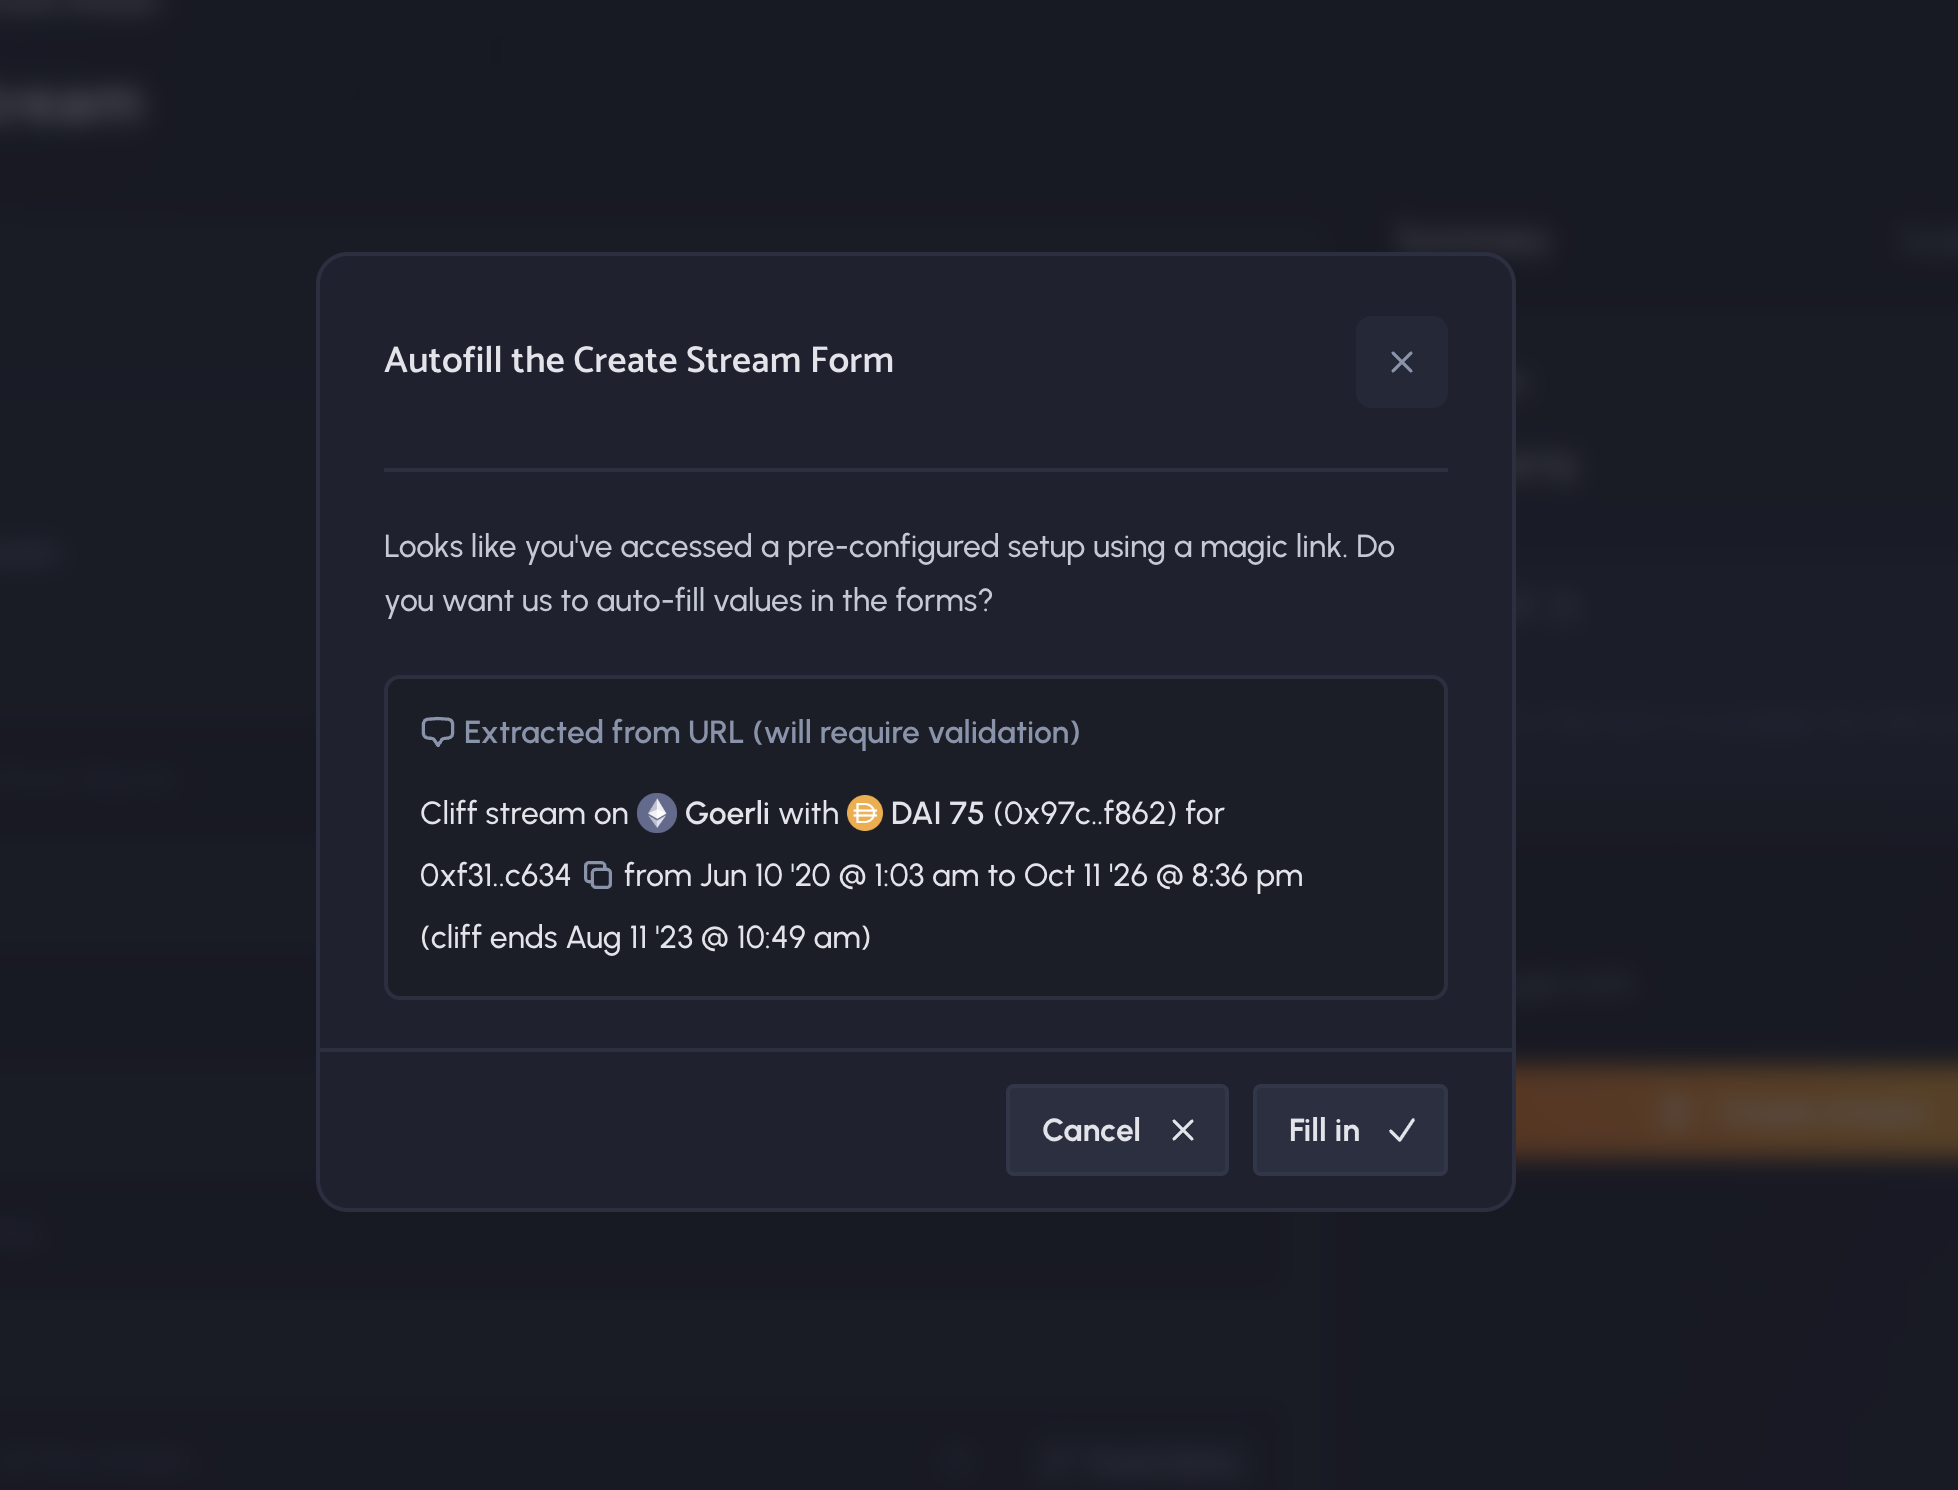 Autofill the Create Stream Form
Looks like you've accessed a pre-configured setup using a magic link. Do
you want us to auto-fill values in the forms?
Extracted from URL (will require validation)
Cliff stream on Goerli with DAI 75 (0x97c..f862) for
0xf31..c634 from Jun 10 '20 @ 1:03 am to Oct 11 '26 @ 8:36 pm
(cliff ends Aug 11 '23 @ 10:49 am)
Cancel
Fill in